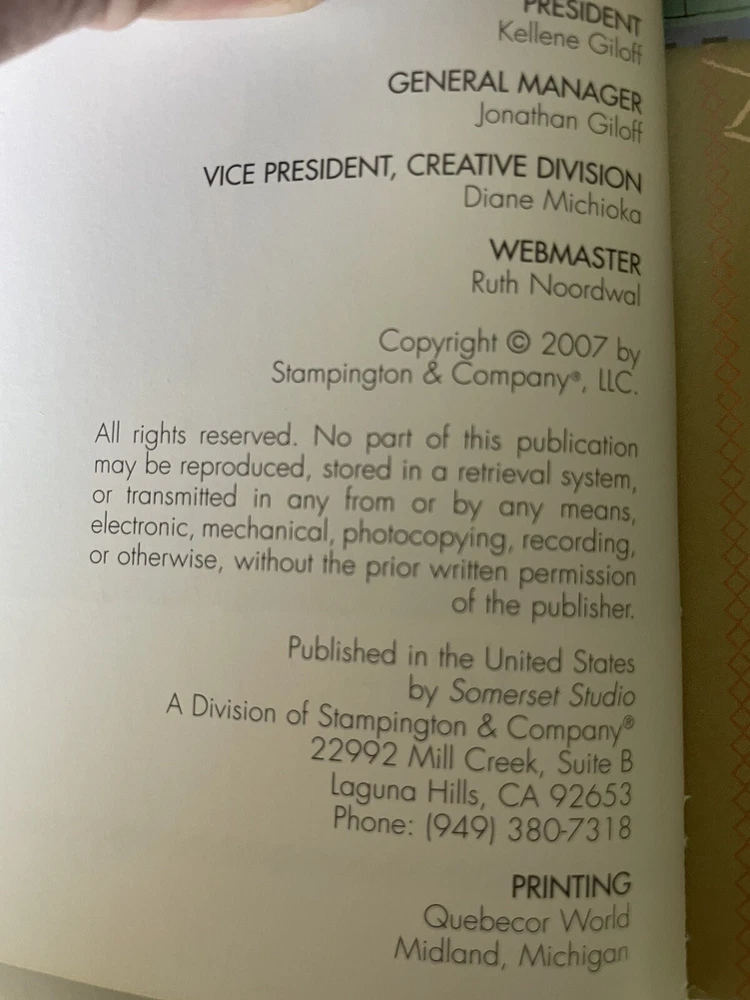 PRESIDENT
Kellene Giloff
GENERAL MANAGER
Jonathan Giloff
VICE PRESIDENT, CREATIVE DIVISION
Diane Michioka
WEBMASTER
Ruth Noordwal
Copyright © 2007 by
Stampington & Company®, LLC.
All rights reserved. No part of this publication
may be reproduced, stored in a retrieval system,
or transmitted in any from or by any means,
electronic, mechanical, photocopying, recording,
or otherwise, without the prior written permission
of the publisher.
Published in the United States
by Somerset Studio
A Division of Stampington & Company®
22992 Mill Creek, Suite B
Laguna Hills, CA 92653
Phone: (949) 380-7318
PRINTING
Quebecor World
Midland, Michigan